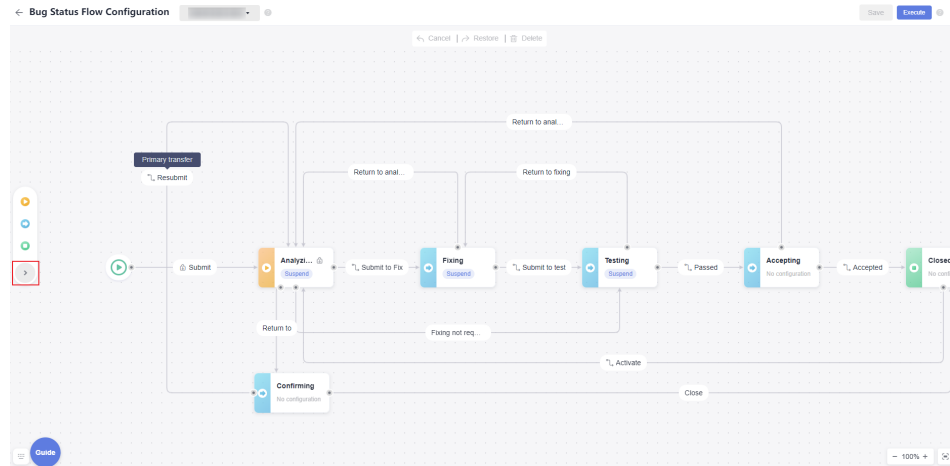 Bug Status Flow Configuration
Saved
Execute
Cancel
Restore
Delete
Return to anal...
Primary transfer
Resubmit
Return to anal...
Return to fixing
Analyzi...
Suspend
Fixing
Suspend
Testing
Suspend
Accepting
No configuration
Closed
No confi
Submit
Submit to Fix
Submit to test
Passed
Accepted
Return to
Fixing not req...
Activate
Confirming
No configuration
Close
Guide
100%